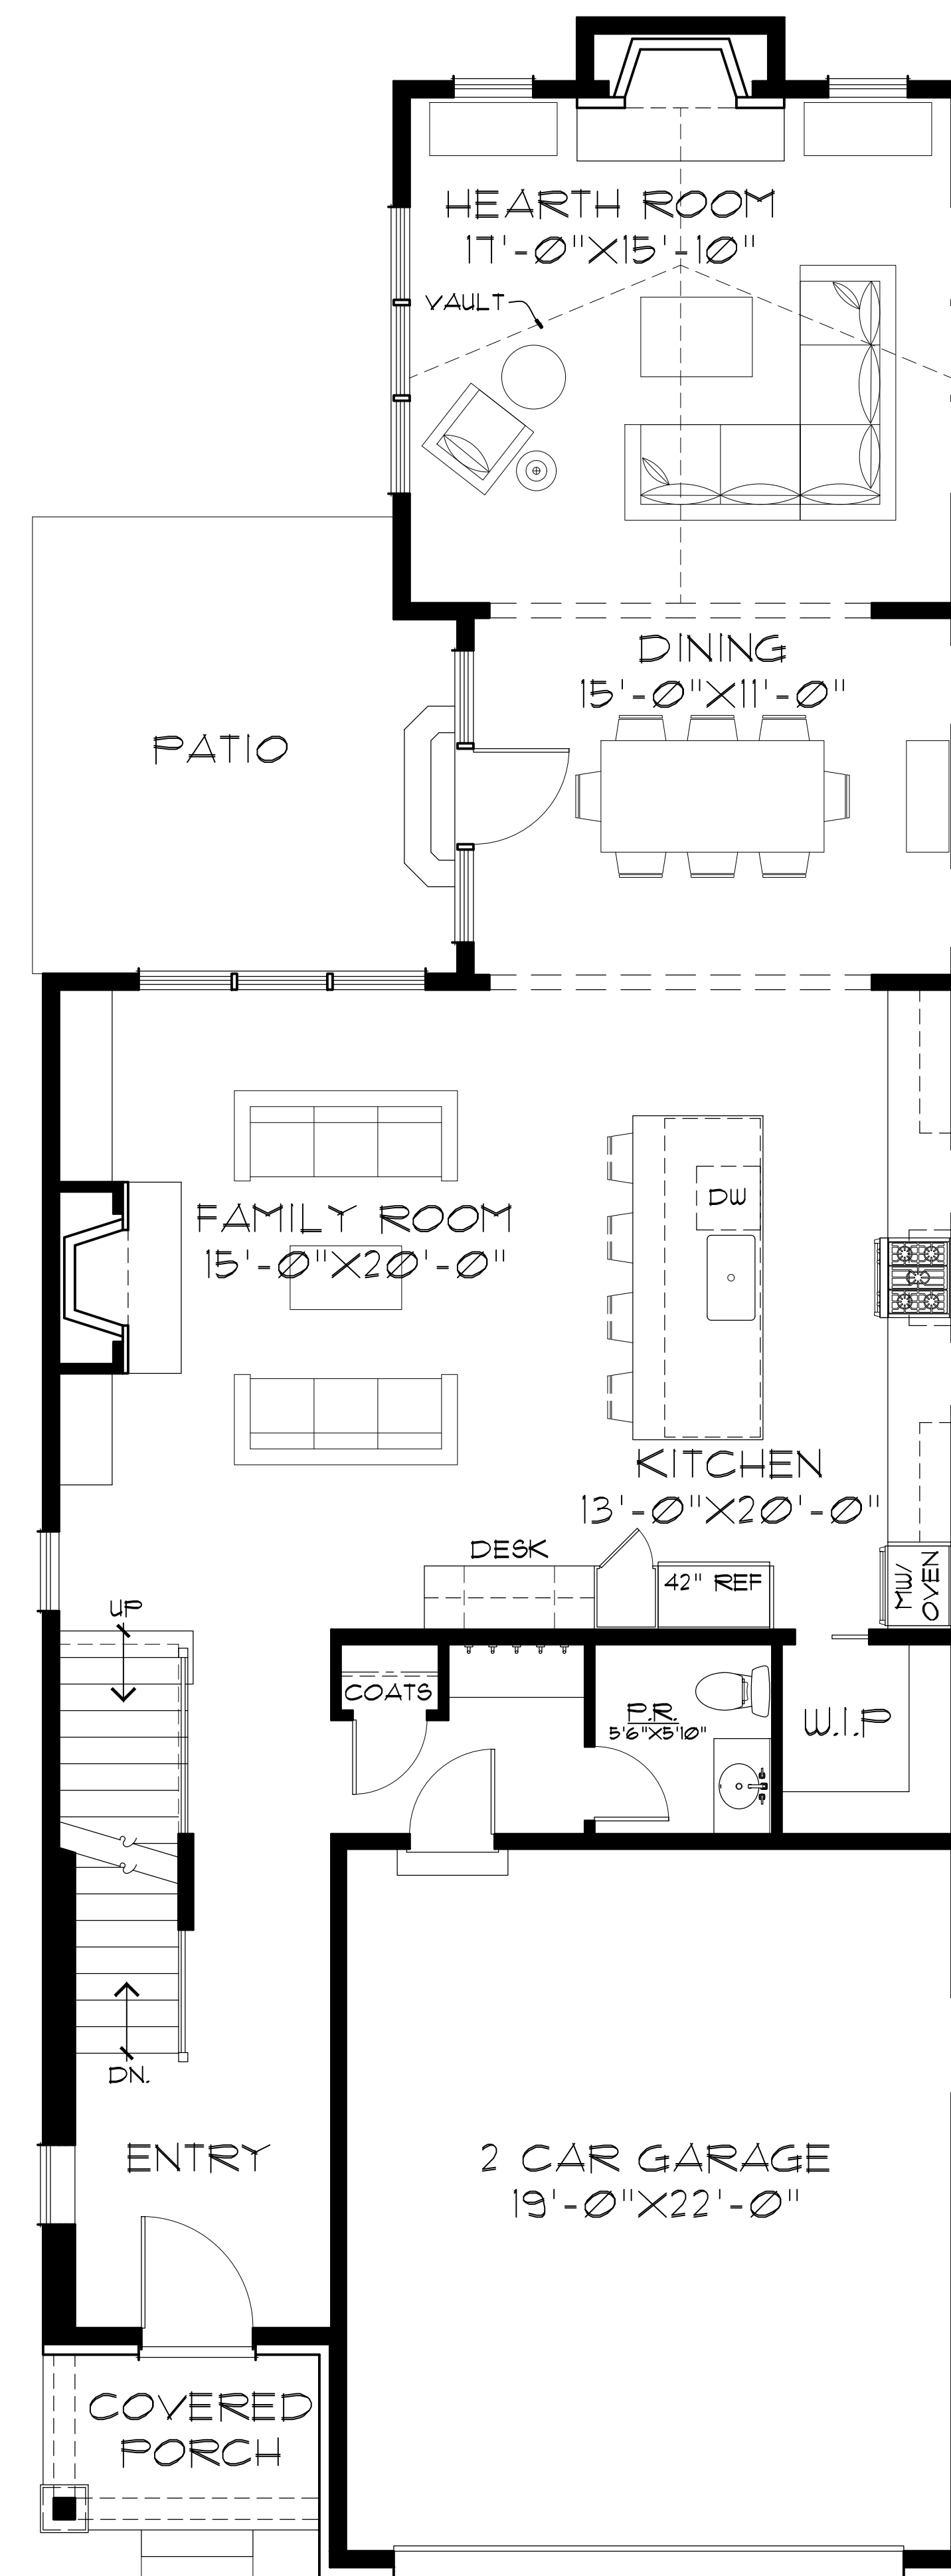 HEARTH ROOM
17'-0"X15'-10"
VAULT
DINING
15'-0"X11'-0"
PATIO
DW
FAMILY ROOM
15'-0"X20'-0"
KITCHEN
13'-0"X20'-0"
DESK
42" REF
MW/
OVEN
UP
COATS
P.R.
5'6"X5'10"
W.I.P
DN.
ENTRY
2 CAR GARAGE
19'-0"X22'-0"
COVERED
PORCH